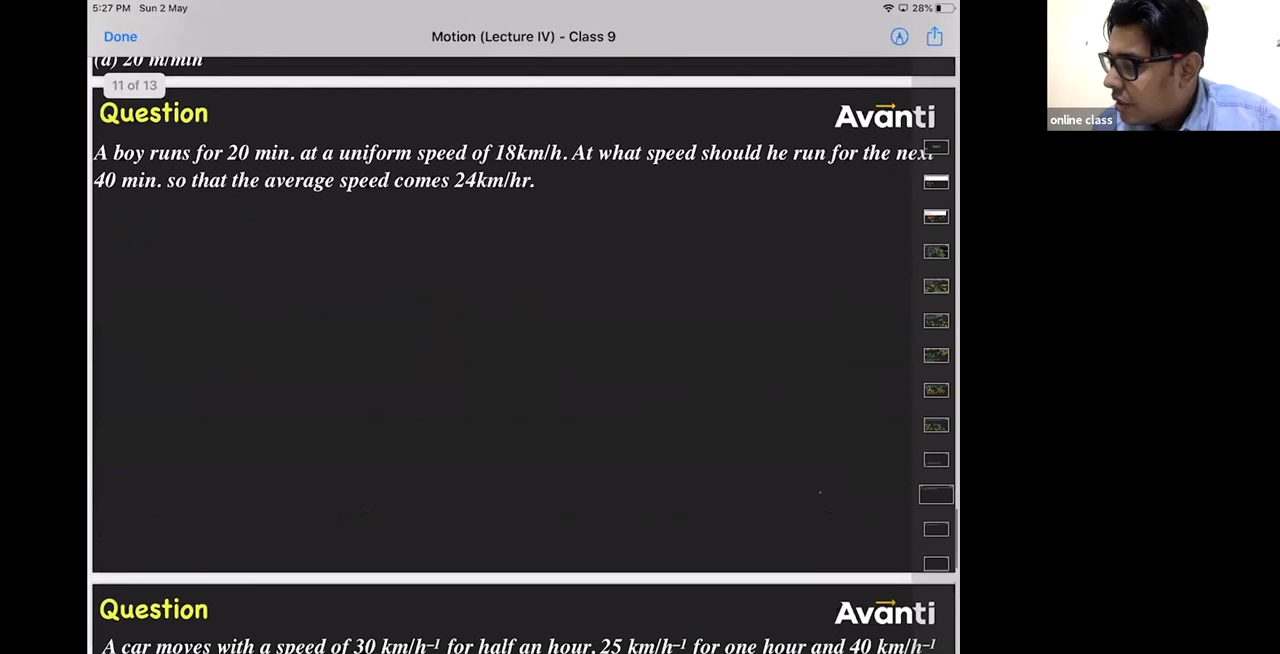 5:27 PM Sun 2 May
28%
Done
Motion (Lecture IV) - Class 9
(d) 20 m/min
11 of 13
Question
Avanti
A boy runs for 20 min. at a uniform speed of 18km/h. At what speed should he run for the next
40 min. so that the average speed comes 24km/hr.
Question
Avanti
A car moves with a speed of 30 km/h⁻¹ for half an hour, 25 km/h⁻¹ for one hour and 40 km/h⁻¹
online class